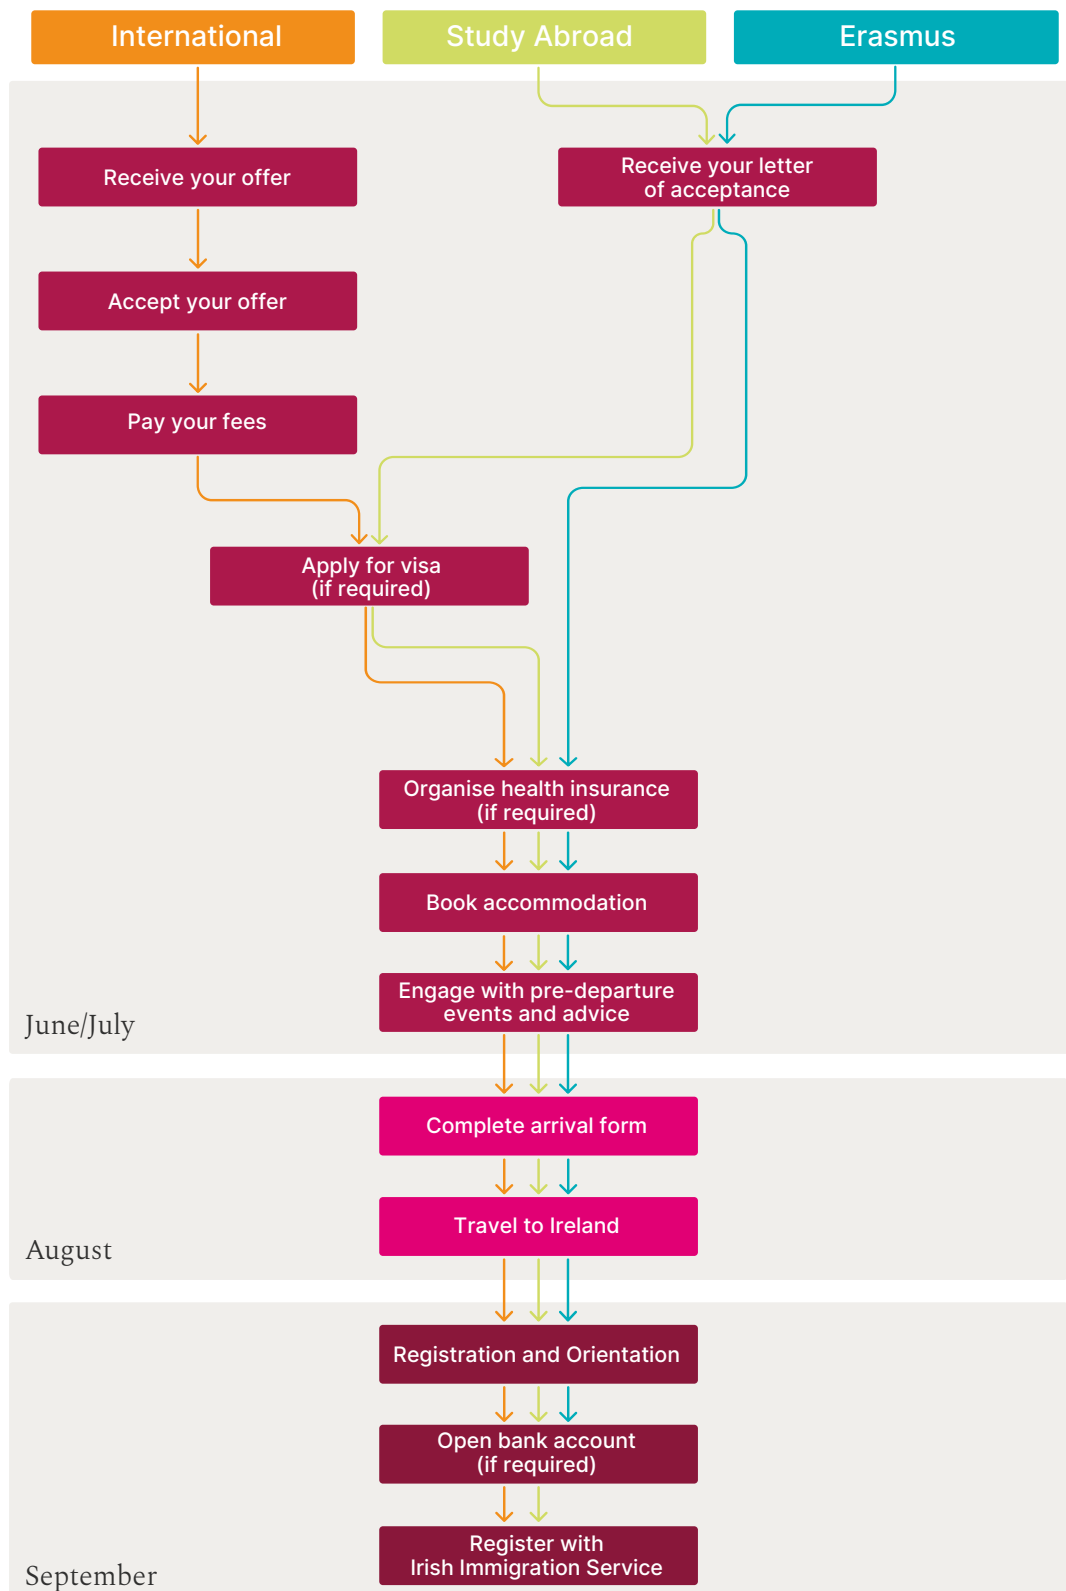 International
Study Abroad
Erasmus
Receive your offer
Receive your letter
of acceptance
Accept your offer
Pay your fees
Apply for visa
(if required)
Organise health insurance
(if required)
Book accommodation
Engage with pre-departure
events and advice
June/July
Complete arrival form
Travel to Ireland
August
Registration and Orientation
Open bank account
(if required)
Register with
Irish Immigration Service
September